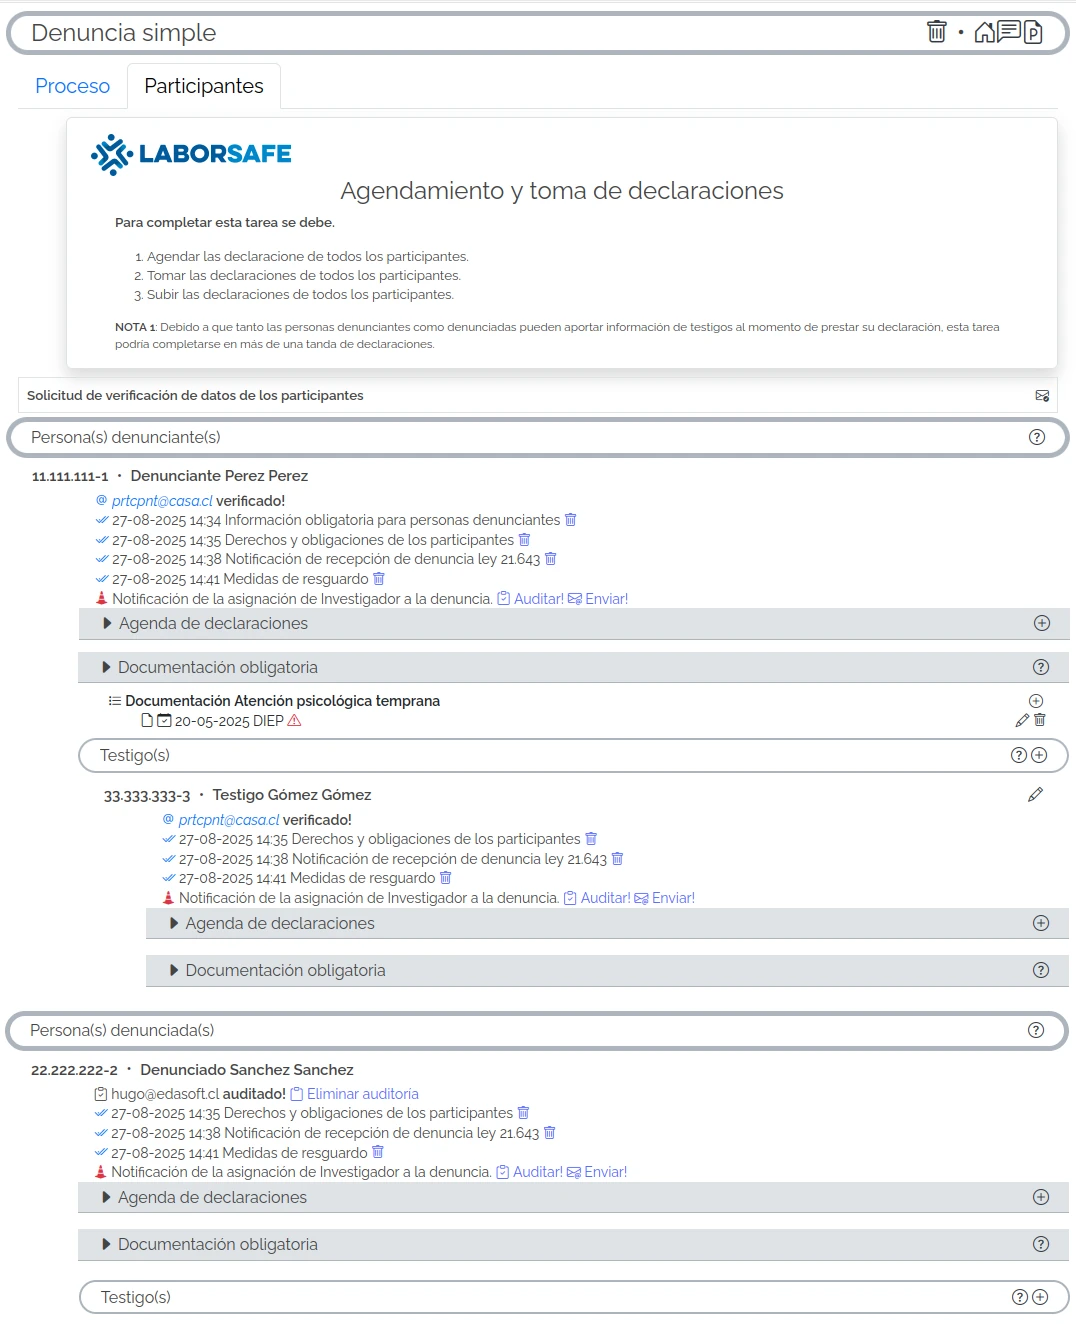 Denuncia simple
Proceso
Participantes
LABORSAFE
Agendamiento y toma de declaraciones
Para completar esta tarea se debe.
1. Agendar las declaracione de todos los participantes.
2. Tomar las declaraciones de todos los participantes.
3. Subir las declaraciones de todos los participantes.
NOTA 1: Debido a que tanto las personas denunciantes como denunciadas pueden aportar información de testigos al momento de prestar su declaración, esta tarea
podría completarse en más de una tanda de declaraciones.
Solicitud de verificación de datos de los participantes
Persona(s) denunciante(s)
11.111.111-1 • Denunciante Perez Perez
@ prtcpnt@casa.cl verificado!
27-08-2025 14:34 Información obligatoria para personas denunciantes
27-08-2025 14:35 Derechos y obligaciones de los participantes
27-08-2025 14:38 Notificación de recepción de denuncia ley 21.643
27-08-2025 14:41 Medidas de resguardo
Notificación de la asignación de Investigador a la denuncia. Auditar! Enviar!
Agenda de declaraciones
Documentación obligatoria
Documentación Atención psicológica temprana
20-05-2025 DIEP
Testigo(s)
33.333.333-3 • Testigo Gómez Gómez
@ prtcpnt@casa.cl verificado!
27-08-2025 14:35 Derechos y obligaciones de los participantes
27-08-2025 14:38 Notificación de recepción de denuncia ley 21.643
27-08-2025 14:41 Medidas de resguardo
Notificación de la asignación de Investigador a la denuncia. Auditar! Enviar!
Agenda de declaraciones
Documentación obligatoria
Persona(s) denunciada(s)
22.222.222-2 • Denunciado Sanchez Sanchez
hugo@edasoft.cl auditado! Eliminar auditoría
27-08-2025 14:35 Derechos y obligaciones de los participantes
27-08-2025 14:38 Notificación de recepción de denuncia ley 21.643
27-08-2025 14:41 Medidas de resguardo
Notificación de la asignación de Investigador a la denuncia. Auditar! Enviar!
Agenda de declaraciones
Documentación obligatoria
Testigo(s)